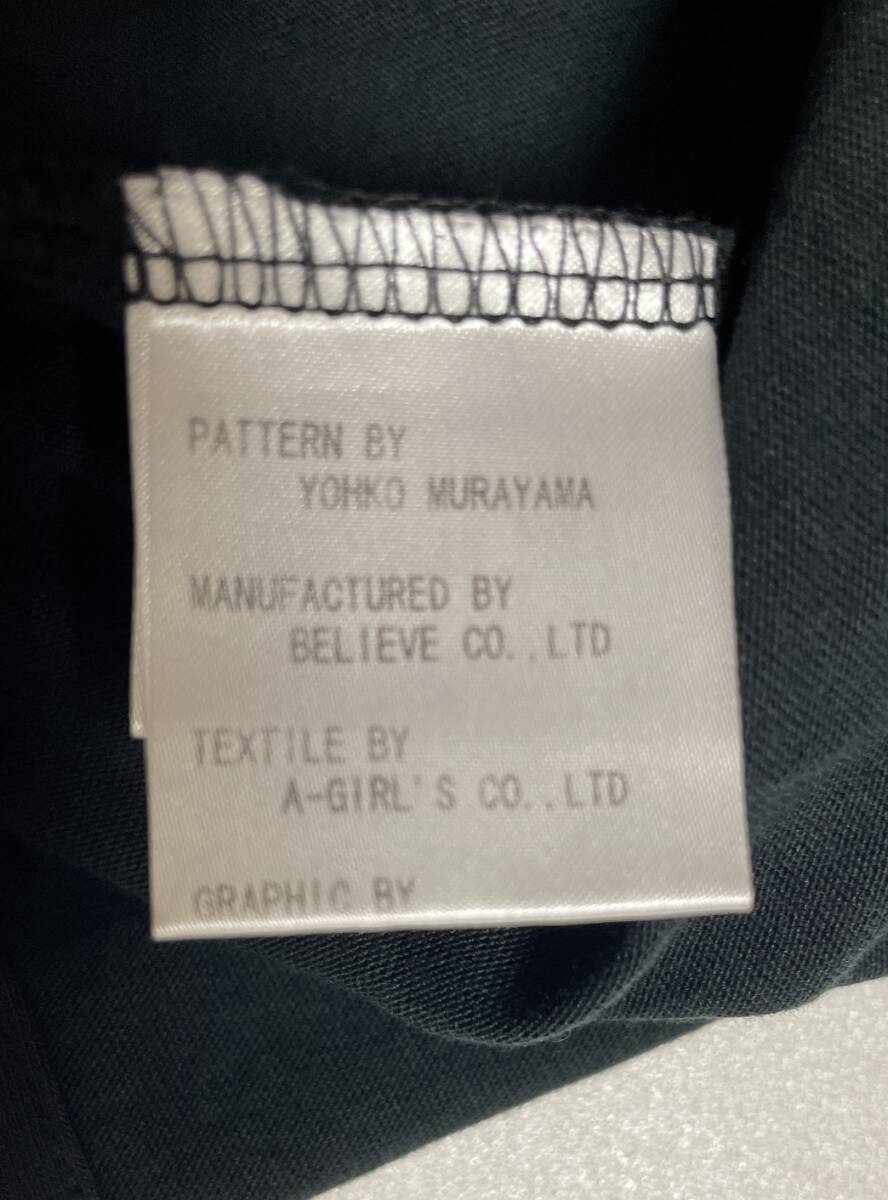 PATTERN BY
YOHKO MURAYAMA
MANUFACTURED BY
BELIEVE CO.,LTD
TEXTILE BY
A-GIRL'S CO.,LTD
GRAPHIC BY